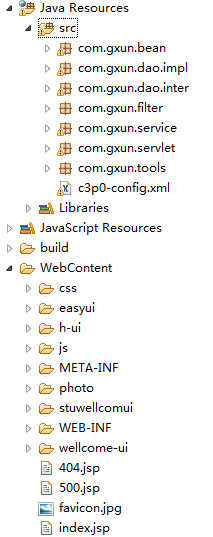 Java Resources
src
com.gxun.bean
com.gxun.dao.impl
com.gxun.dao.inter
com.gxun.filter
com.gxun.service
com.gxun.servlet
com.gxun.tools
c3p0-config.xml
Libraries
JavaScript Resources
build
WebContent
css
easyui
h-ui
js
META-INF
photo
stuwellcomui
WEB-INF
wellcome-ui
404.jsp
500.jsp
favicon.jpg
index.jsp